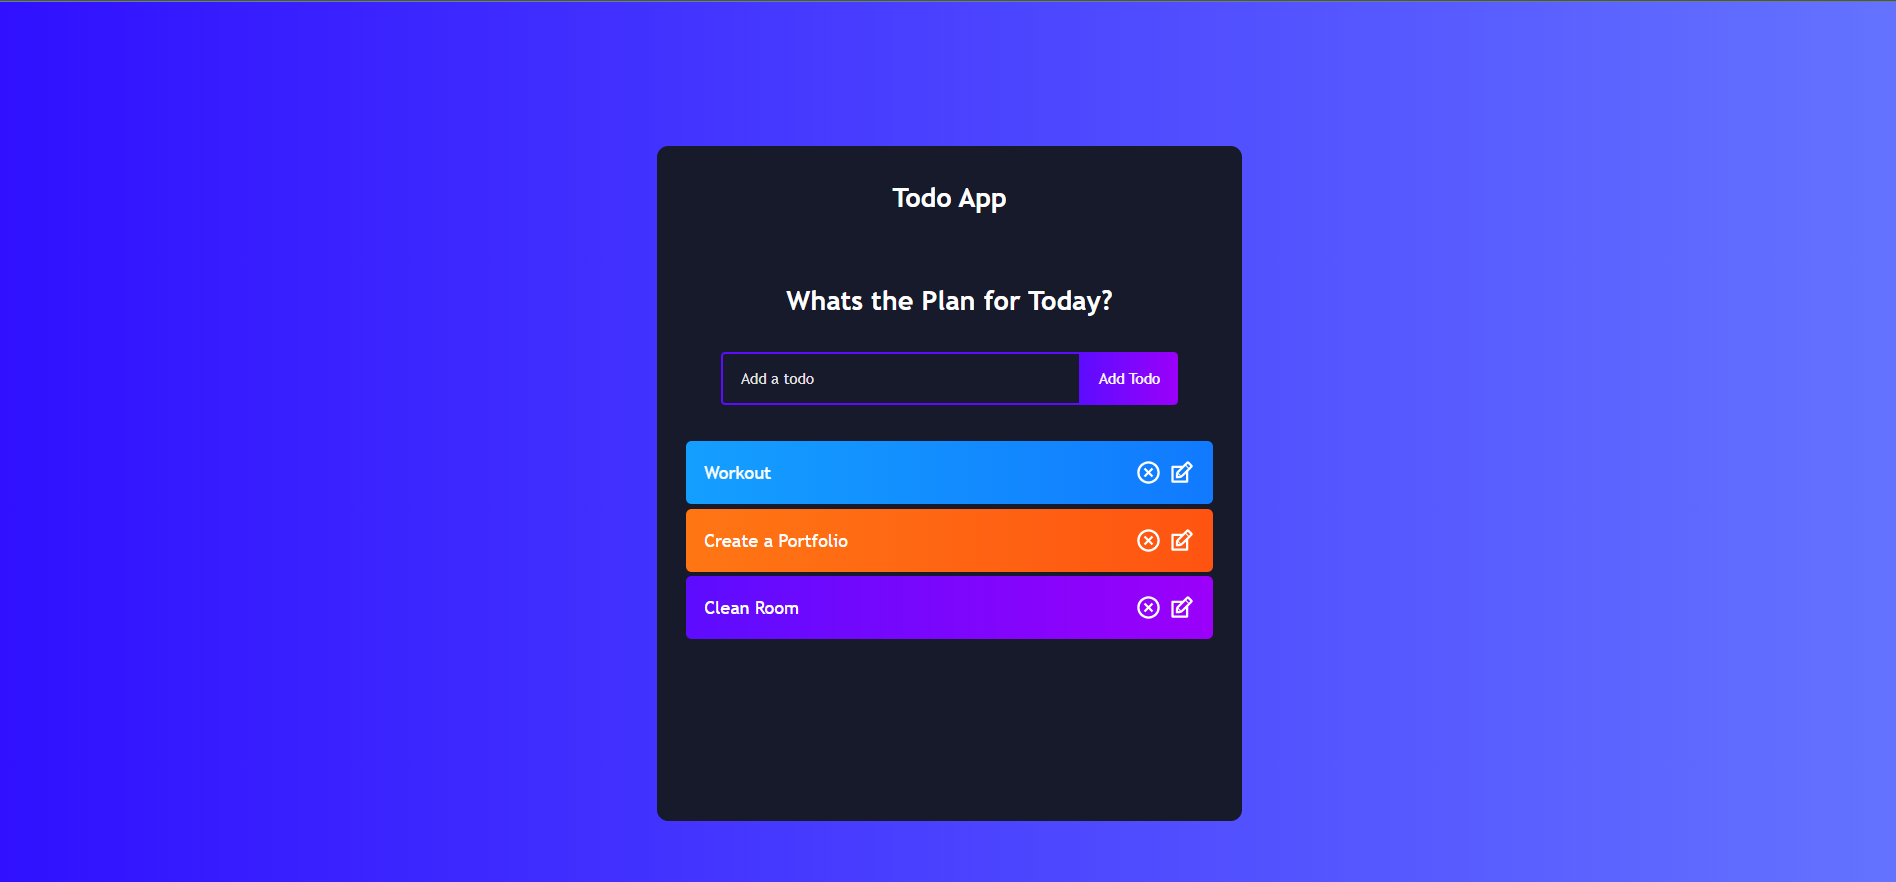 Todo App
Whats the Plan for Today?
Add a todo
Add Todo
Workout
Create a Portfolio
Clean Room